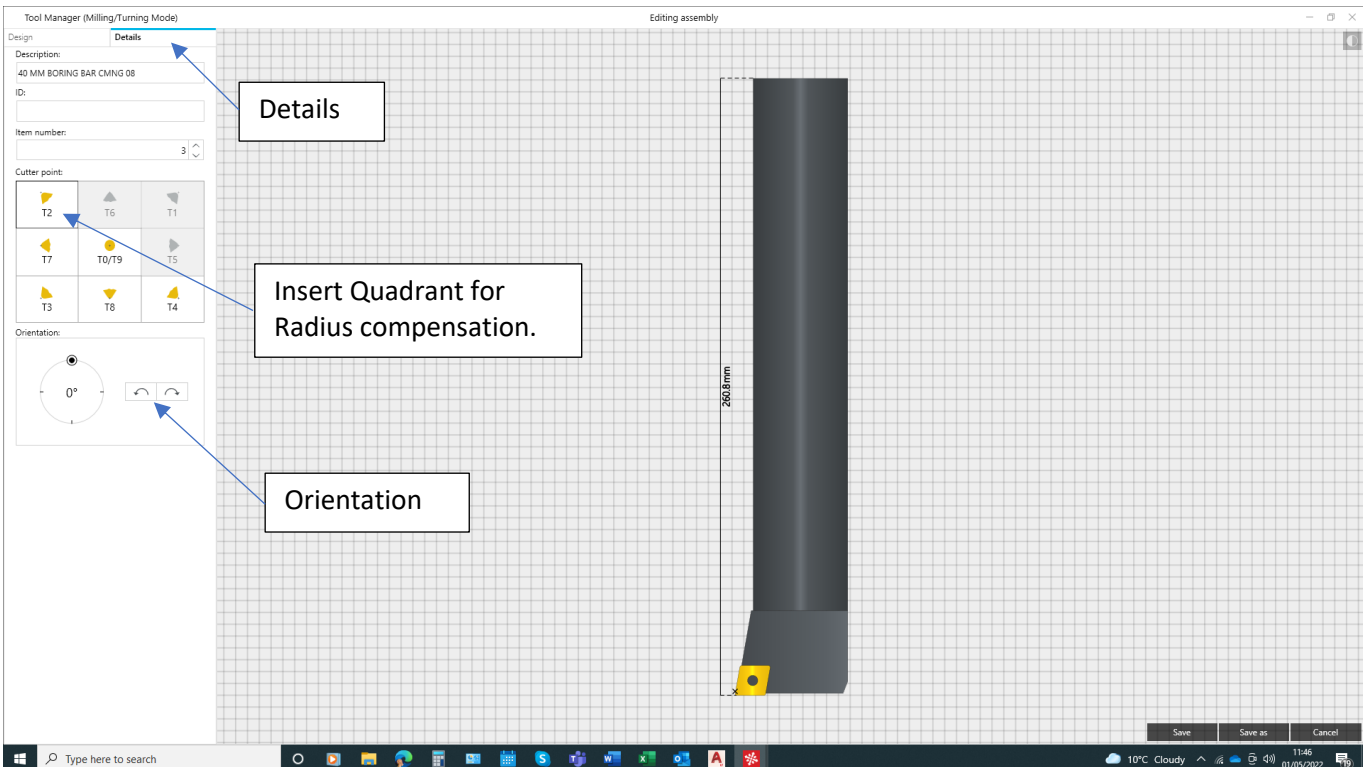 Tool Manager (Milling/Turning Mode)
Editing assembly
Design
Details
Description:
40 MM BORING BAR CMNG 08
ID:
Item number:
3
Cutter point:
T2
T6
T1
T7
T0/T9
T5
T3
T8
T4
Orientation:
0°
Details
Insert Quadrant for
Radius compensation.
Orientation
260.8mm
Save
Save as
Cancel
Type here to search
10°C Cloudy
11:46
01/05/2022